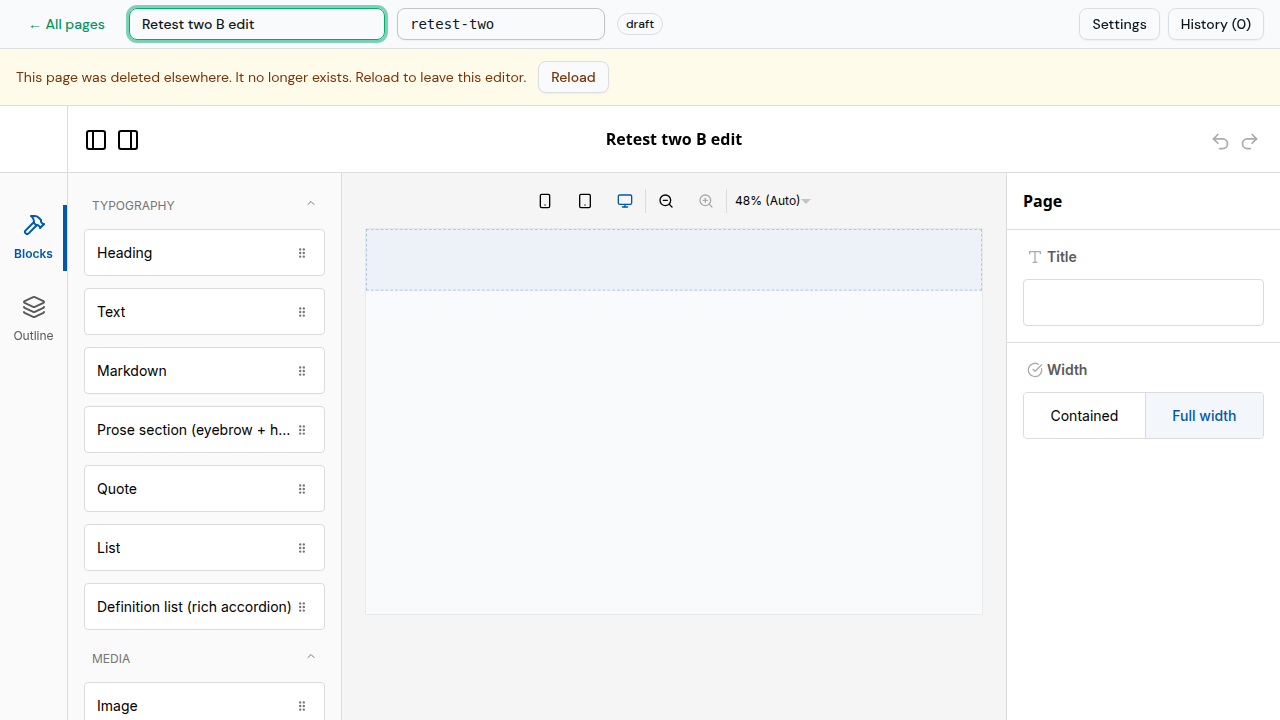 ← All pages
Retest two B edit
retest-two
draft
Settings
History (0)
This page was deleted elsewhere. It no longer exists. Reload to leave this editor.
Reload
Retest two B edit
Blocks
Outline
TYPOGRAPHY
Heading
Text
Markdown
Prose section (eyebrow + h...
Quote
List
Definition list (rich accordion)
MEDIA
Image
48% (Auto)
Page
Title
Width
Contained
Full width